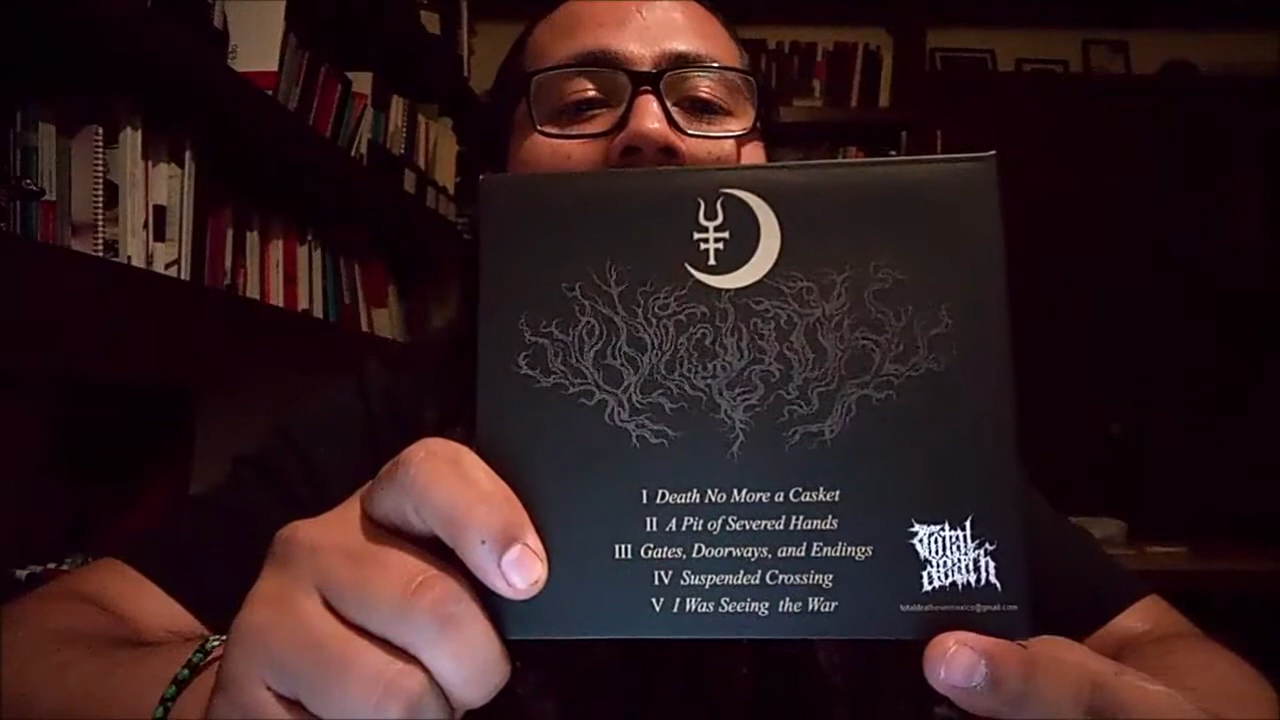 I Death No More a Casket
II A Pit of Severed Hands
III Gates, Doorways, and Endings
IV Suspended Crossing
V I Was Seeing the War
Total
death